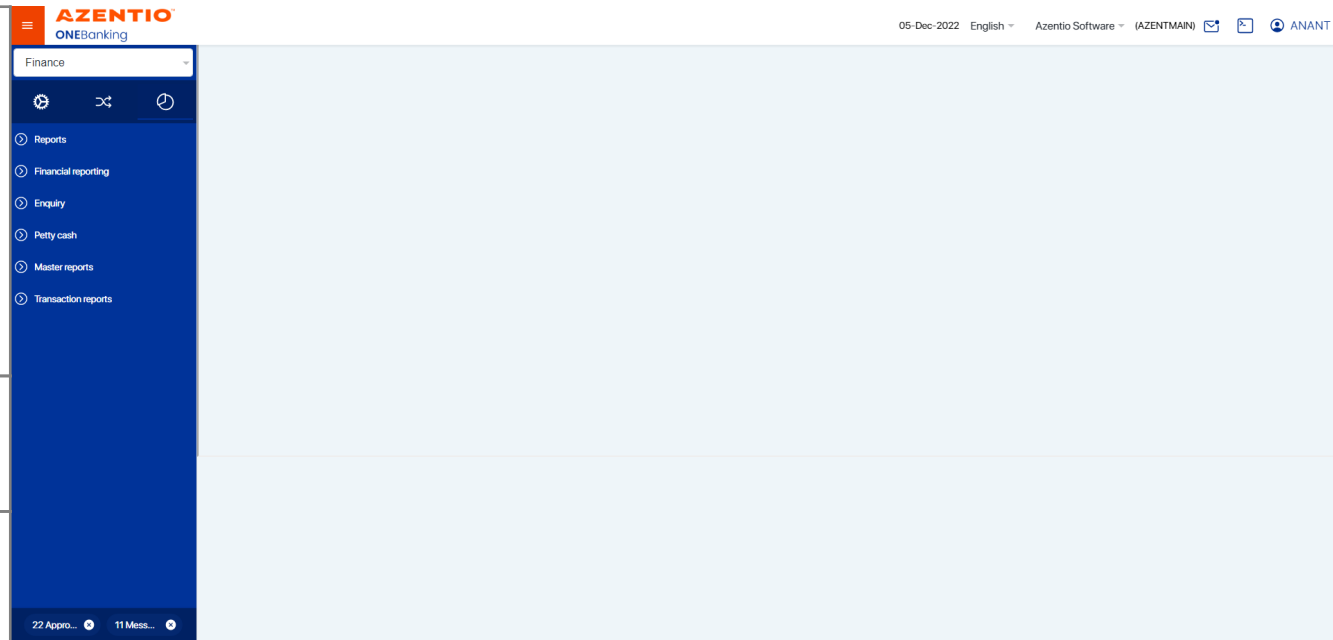 AZENTIO™
ONEBanking
05-Dec-2022 English Azentio Software (AZENTMAIN) ANANT
Finance
Reports
Financial reporting
Enquiry
Petty cash
Master reports
Transaction reports
22 Appro... 11 Mess...